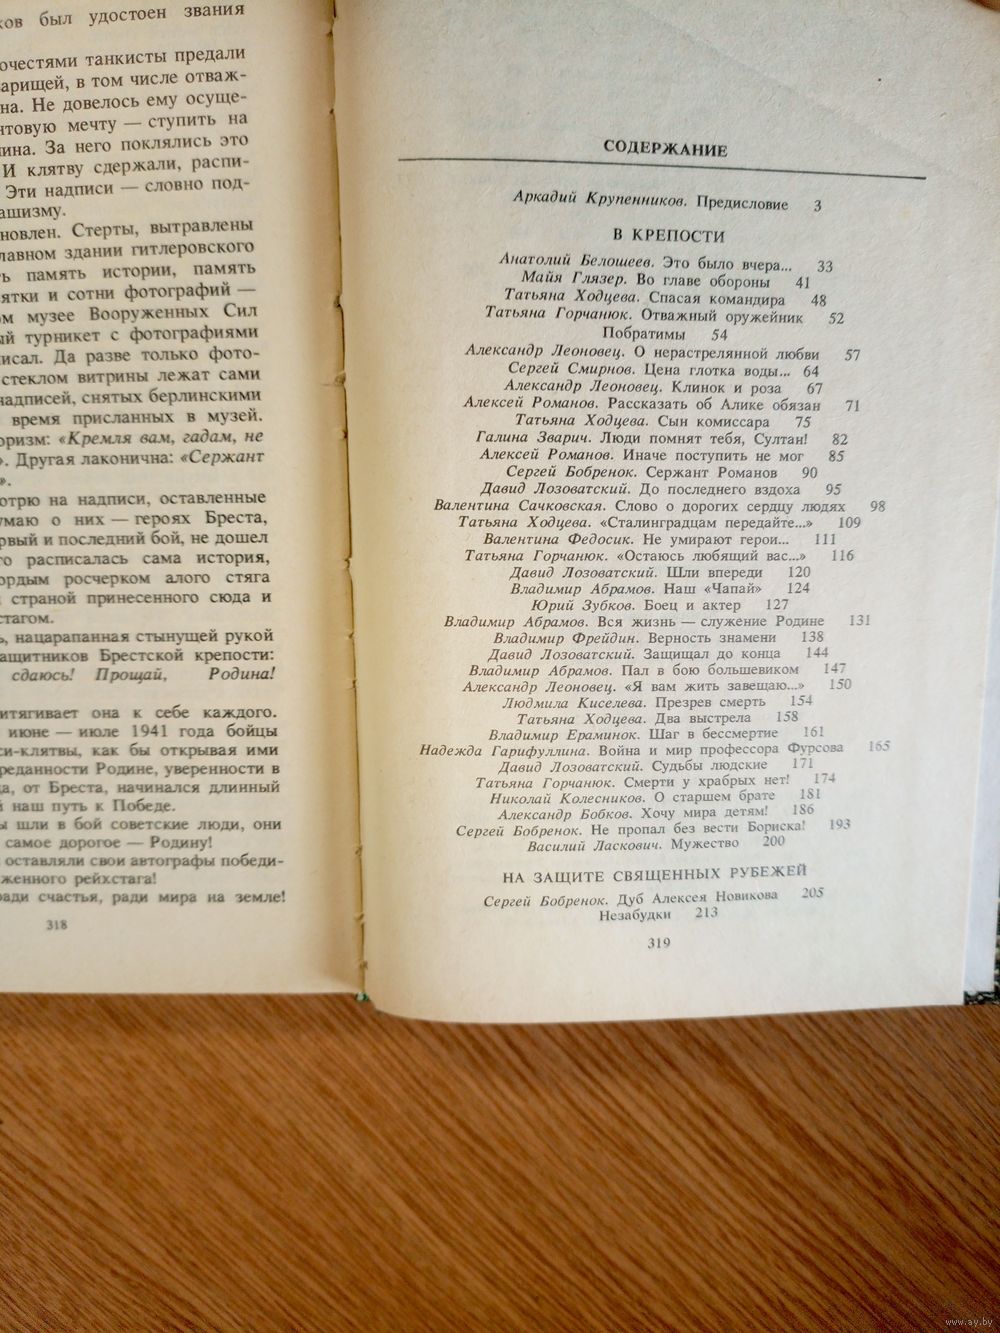 ков был удостоен звания
очестями танкисты предали
арищей, в том числе отваж-
на. Не довелось ему осуще-
нтовую мечту — ступить на
ина. За него поклялись это
И клятву сдержали, распи-
Эти надписи — словно под-
ашизму.
новлен. Стерты, вытравлены
лавном здании гитлеровского
ть память истории, память
сятки и сотни фотографий —
ом музее Вооруженных Сил
ый турникет с фотографиями
писал. Да разве только фото-
стеклом витрины лежат сами
надписей, снятых берлинскими
время присланных в музей.
оризм: «Кремля вам, гадам, не
». Другая лаконична: «Сержант
».
отрю на надписи, оставленные
умаю о них — героях Бреста,
рвый и последний бой, не дошел
го расписалась сама история,
ордым росчерком алого стяга
страной принесенного сюда и
стагом.
ь, нацарапанная стынущей рукой
ащитников Брестской крепости:
сдаюсь! Прощай, Родина!
итягивает она к себе каждого.
июне — июле 1941 года бойцы
си-клятвы, как бы открывая ими
реданности Родине, уверенности в
а, от Бреста, начинался длинный
й наш путь к Победе.
ы шли в бой советские люди, они
самое дорогое — Родину!
оставляли свои автографы победи-
женного рейхстага!
ради счастья, ради мира на земле!
318
СОДЕРЖАНИЕ
Аркадий Крупенников. Предисловие 3
В КРЕПОСТИ
Анатолий Белошеев. Это было вчера... 33
Майя Глязер. Во главе обороны 41
Татьяна Ходцева. Спасая командира 48
Татьяна Горчанюк. Отважный оружейник 52
Побратимы 54
Александр Леоновец. О нерастрелянной любви 57
Сергей Смирнов. Цена глотка воды... 64
Александр Леоновец. Клинок и роза 67
Алексей Романов. Рассказать об Алике обязан 71
Татьяна Ходцева. Сын комиссара 75
Галина Зварич. Люди помнят тебя, Султан! 82
Алексей Романов. Иначе поступить не мог 85
Сергей Бобренок. Сержант Романов 90
Давид Лозоватский. До последнего вздоха 95
Валентина Сачковская. Слово о дорогих сердцу людях 98
Татьяна Ходцева. «Сталинградцам передайте...» 109
Валентина Федосик. Не умирают герои... 111
Татьяна Горчанюк. «Остаюсь любящий вас...» 116
Давид Лозоватский. Шли впереди 120
Владимир Абрамов. Наш «Чапай» 124
Юрий Зубков. Боец и актер 127
Владимир Абрамов. Вся жизнь — служение Родине 131
Владимир Фрейдин. Верность знамени 138
Давид Лозоватский. Защищал до конца 144
Владимир Абрамов. Пал в бою большевиком 147
Александр Леоновец. «Я вам жить завещаю...» 150
Людмила Киселева. Презрев смерть 154
Татьяна Ходцева. Два выстрела 158
Владимир Ераминок. Шаг в бессмертие 161
Надежда Гарифуллина. Война и мир профессора Фурсова 165
Давид Лозоватский. Судьбы людские 171
Татьяна Горчанюк. Смерти у храбрых нет! 174
Николай Колесников. О старшем брате 181
Александр Бобков. Хочу мира детям! 186
Сергей Бобренок. Не пропал без вести Бориска! 193
Василий Ласкович. Мужество 200
НА ЗАЩИТЕ СВЯЩЕННЫХ РУБЕЖЕЙ
Сергей Бобренок. Дуб Алексея Новикова 205
Незабудки 213
319
www.ay.by